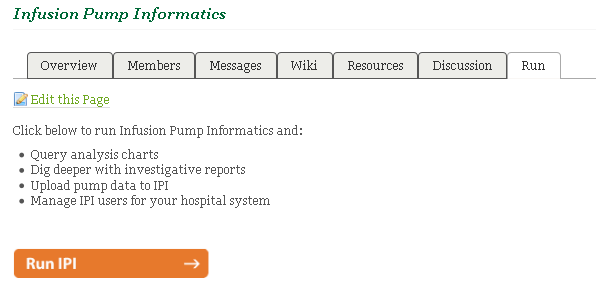 Infusion Pump Informatics
Overview Members Messages Wiki Resources Discussion Run
Edit this Page
Click below to run Infusion Pump Informatics and:
Query analysis charts
Dig deeper with investigative reports
Upload pump data to IPI
Manage IPI users for your hospital system
Run IPI →